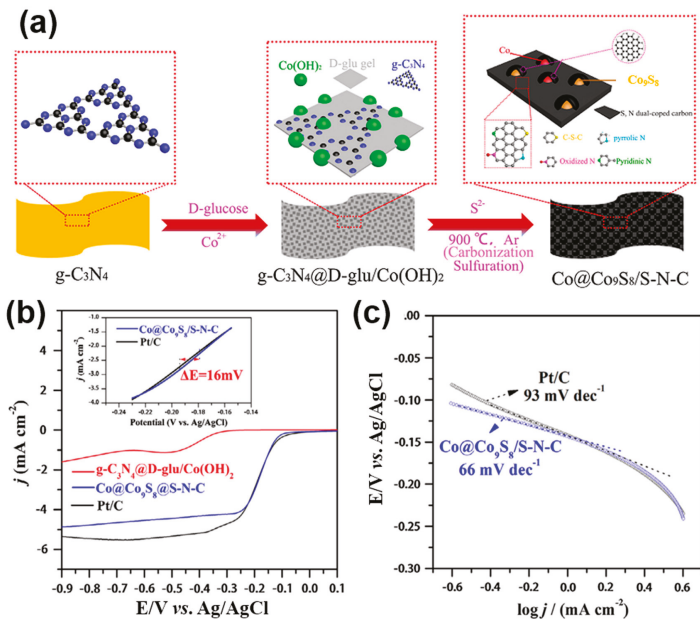 (a)
Co(OH)₂
D-glu gel
g-C₃N₄
Co
Co₉S₈
S, N dual-coped carbon
C-S-C
pyrrolic N
Oxidized N
Pyridinic N
D-glucose
Co²⁺
S²⁻
900 ℃, Ar
(Carbonization
Sulfuration)
g-C₃N₄
g-C₃N₄@D-glu/Co(OH)₂
Co@Co₉S₈/S-N-C
(b)
j (mA cm⁻²)
4
2
0
-2
-4
-6
-0.9
-0.7
-0.5
-0.3
-0.1
0.1
E/V vs. Ag/AgCl
j (mA cm⁻²)
-1.0
-1.5
-2.0
-2.5
-3.0
-3.5
-4.0
Co@Co₉S₈/S-N-C
Pt/C
ΔE=16mV
-0.24
-0.22
-0.20
-0.18
-0.16
-0.14
Potential (V vs. Ag/AgCl)
g-C₃N₄@D-glu/Co(OH)₂
Co@Co₉S₈@S-N-C
Pt/C
(c)
E/V vs. Ag/AgCl
0.00
-0.05
-0.10
-0.15
-0.20
-0.25
-0.30
Pt/C
93 mV dec⁻¹
Co@Co₉S₈/S-N-C
66 mV dec⁻¹
-0.6
-0.4
-0.2
0.0
0.2
0.4
0.6
log j / (mA cm⁻²)